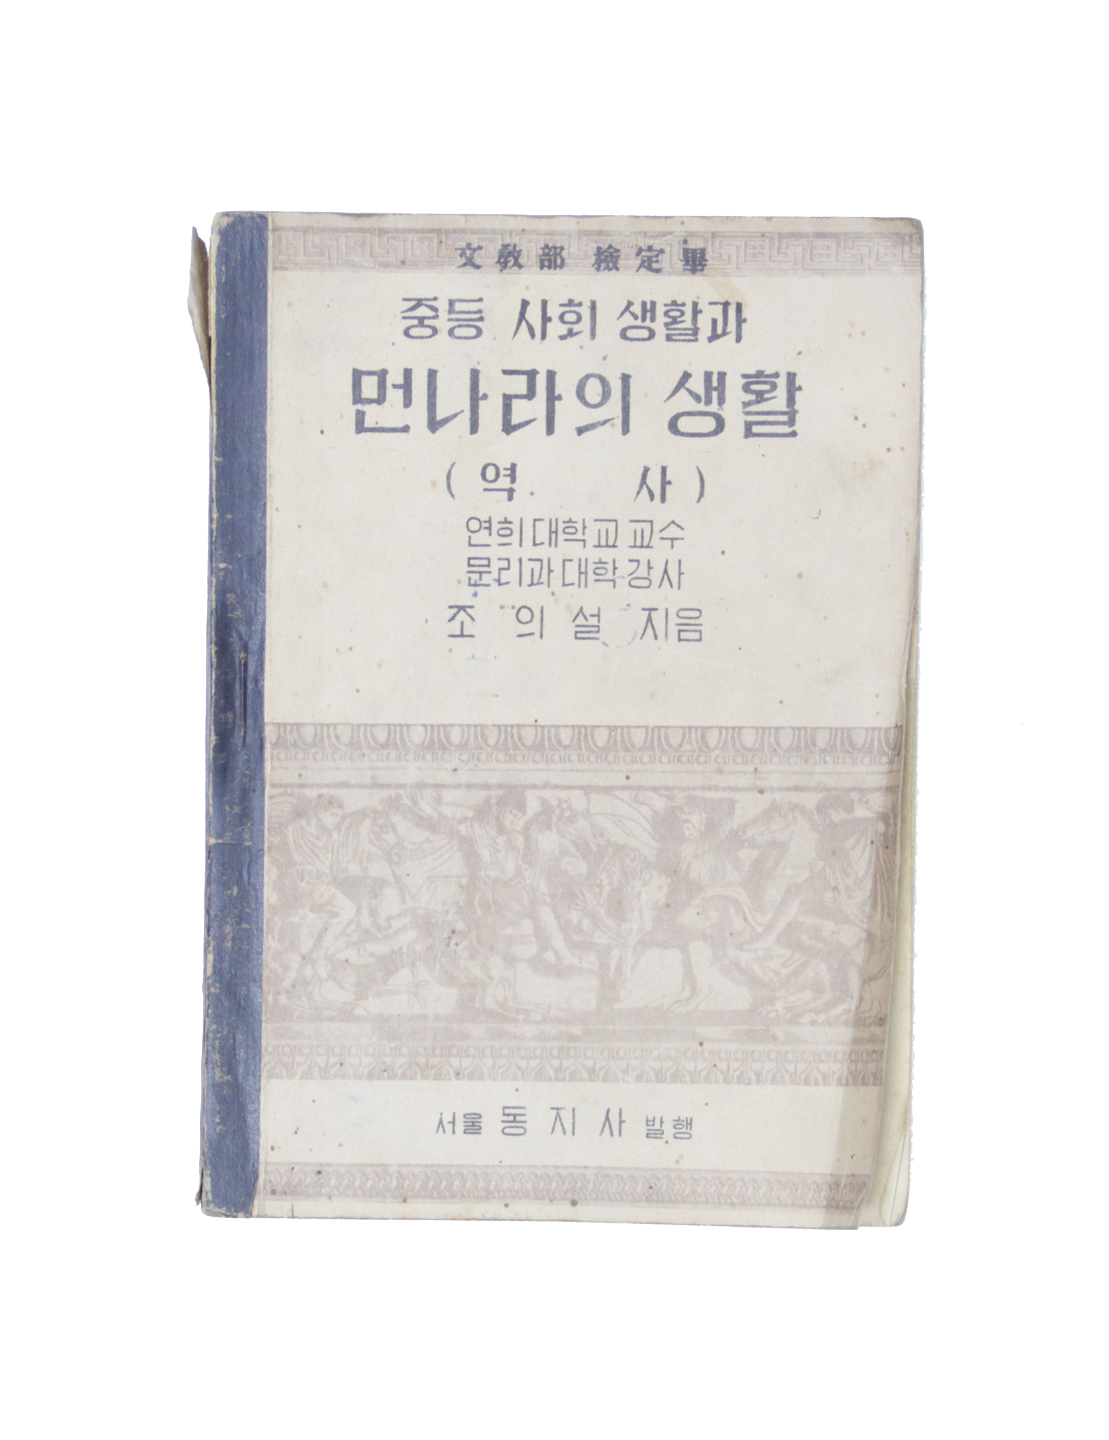 文敎部 檢定畢
중등 사회 생활과
먼나라의 생활
(역 사)
연희대학교 교수
문리과대학 강사
조 의 설 지음
서울 동지사 발행